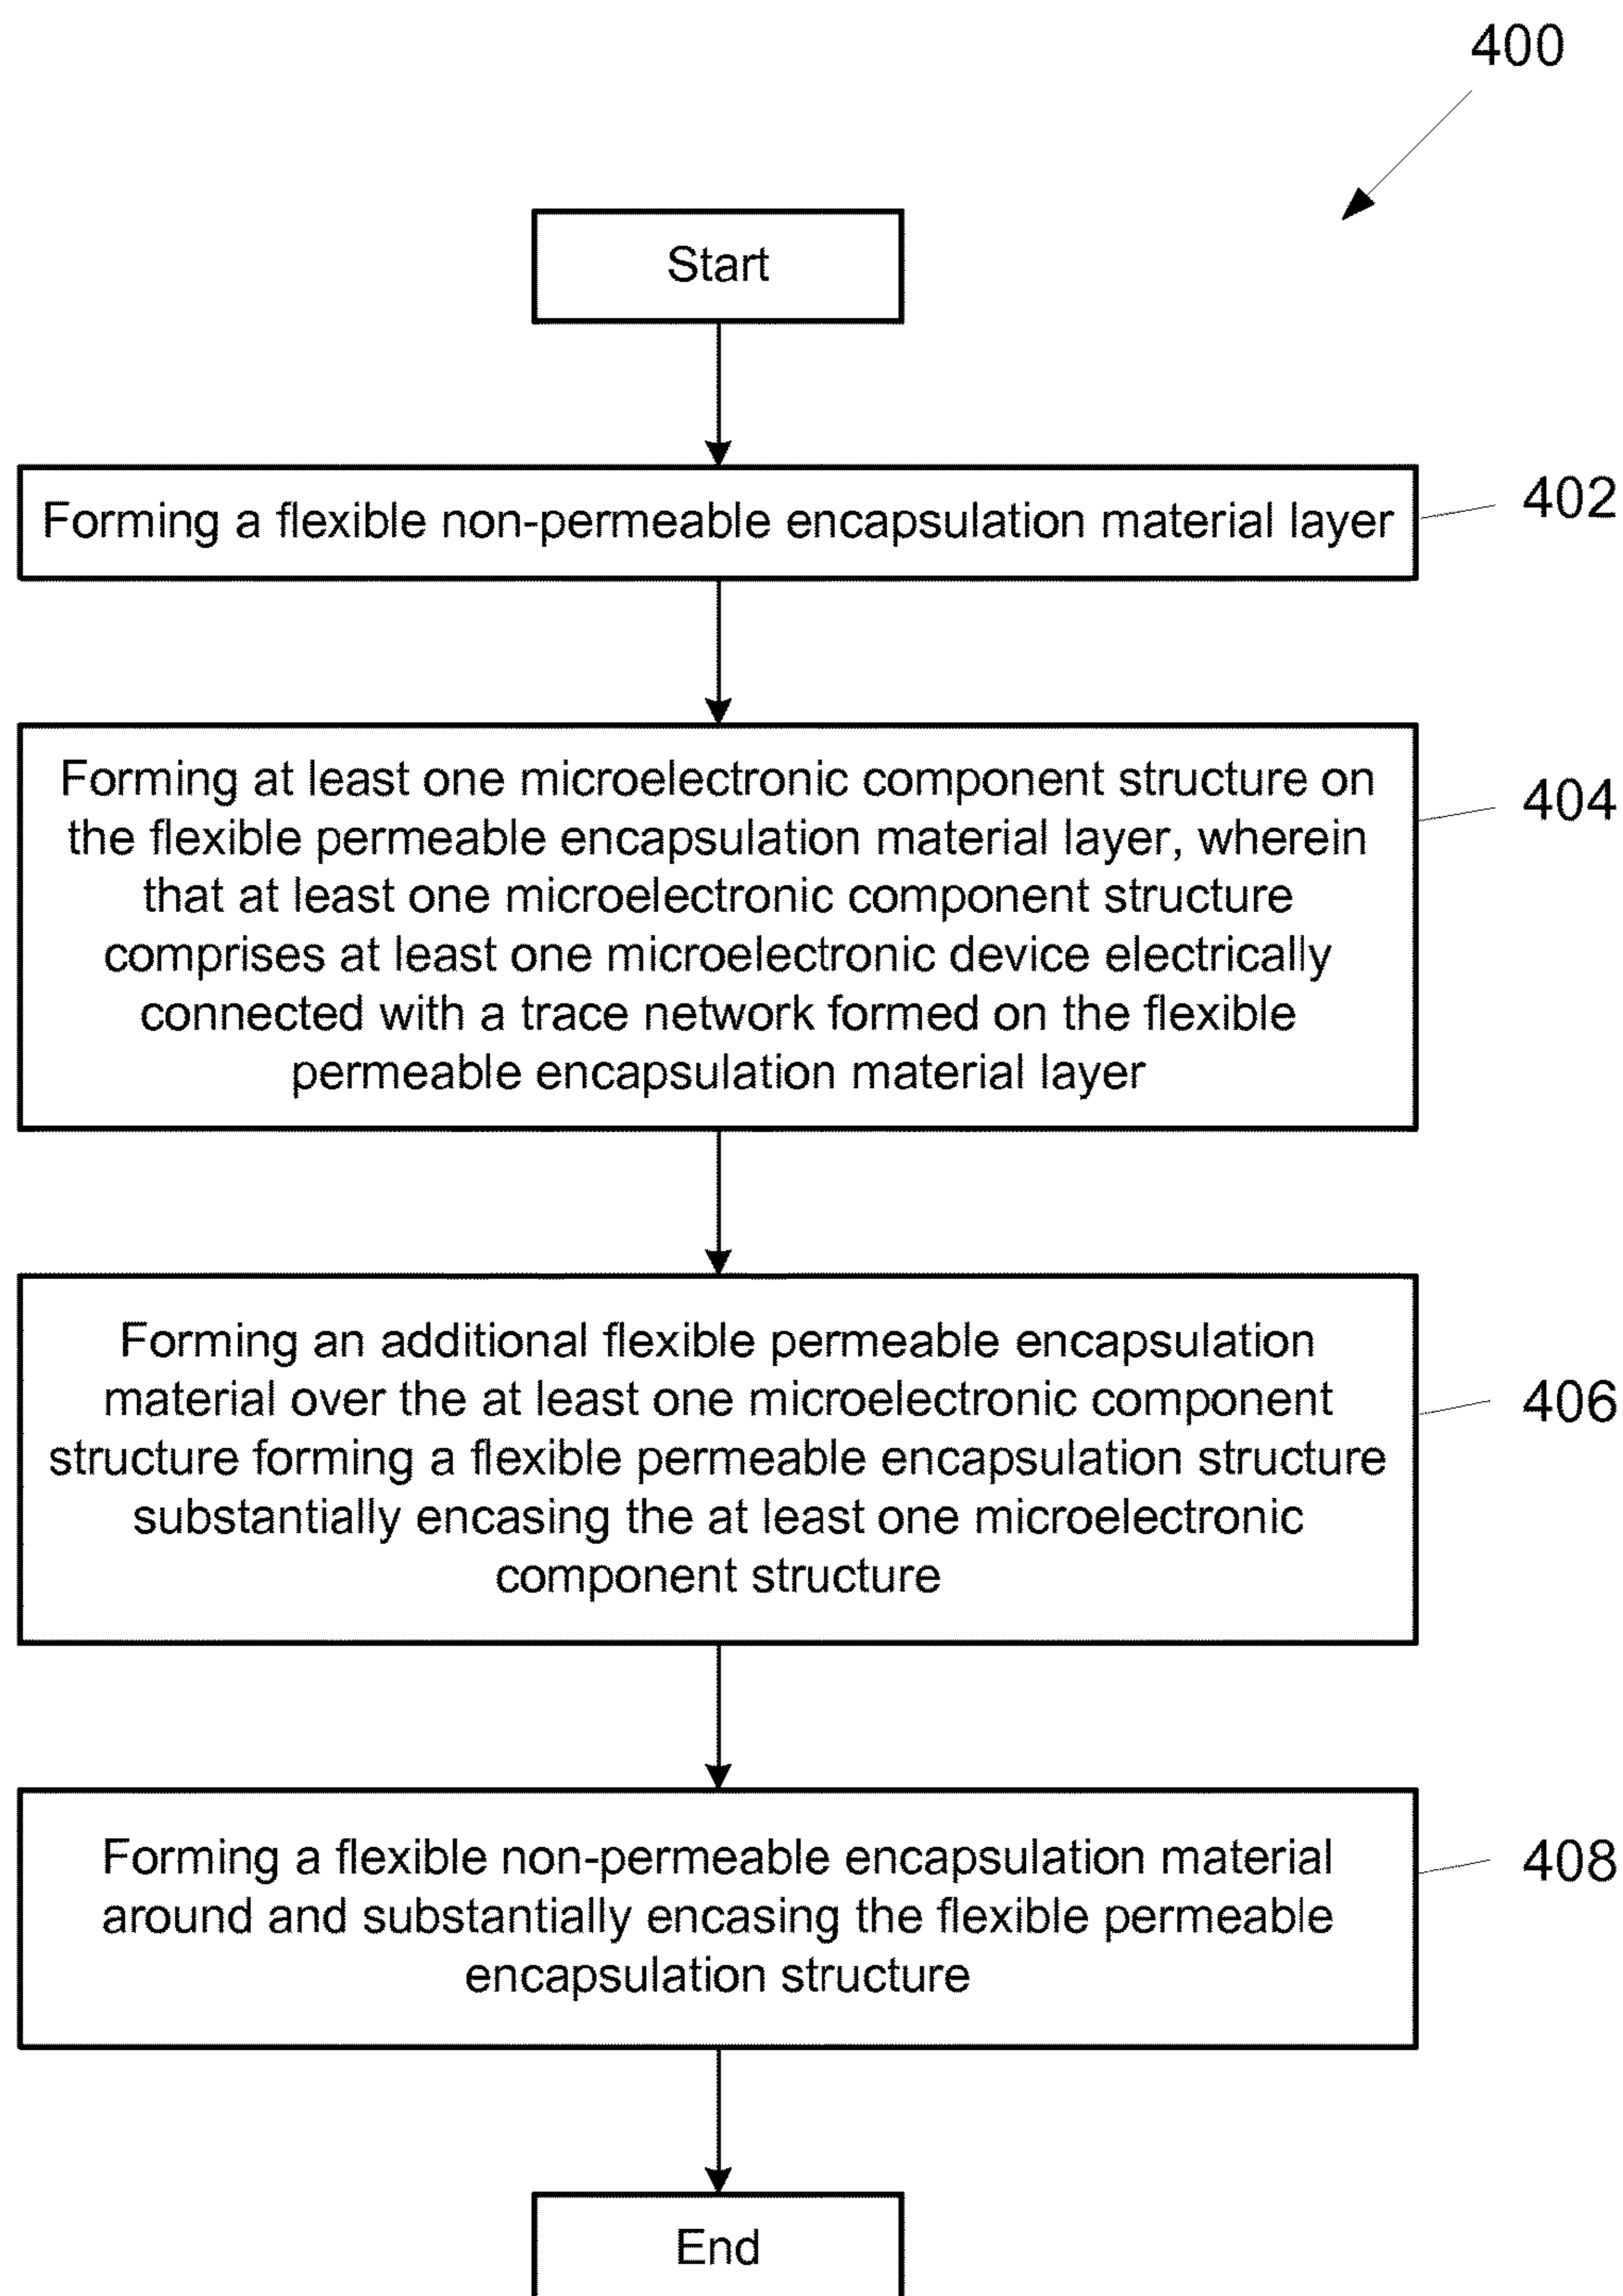 400
Start
Forming a flexible non-permeable encapsulation material layer
402
Forming at least one microelectronic component structure on
the flexible permeable encapsulation material layer, wherein
that at least one microelectronic component structure
comprises at least one microelectronic device electrically
connected with a trace network formed on the flexible
permeable encapsulation material layer
404
Forming an additional flexible permeable encapsulation
material over the at least one microelectronic component
structure forming a flexible permeable encapsulation structure
substantially encasing the at least one microelectronic
component structure
406
Forming a flexible non-permeable encapsulation material
around and substantially encasing the flexible permeable
encapsulation structure
408
End